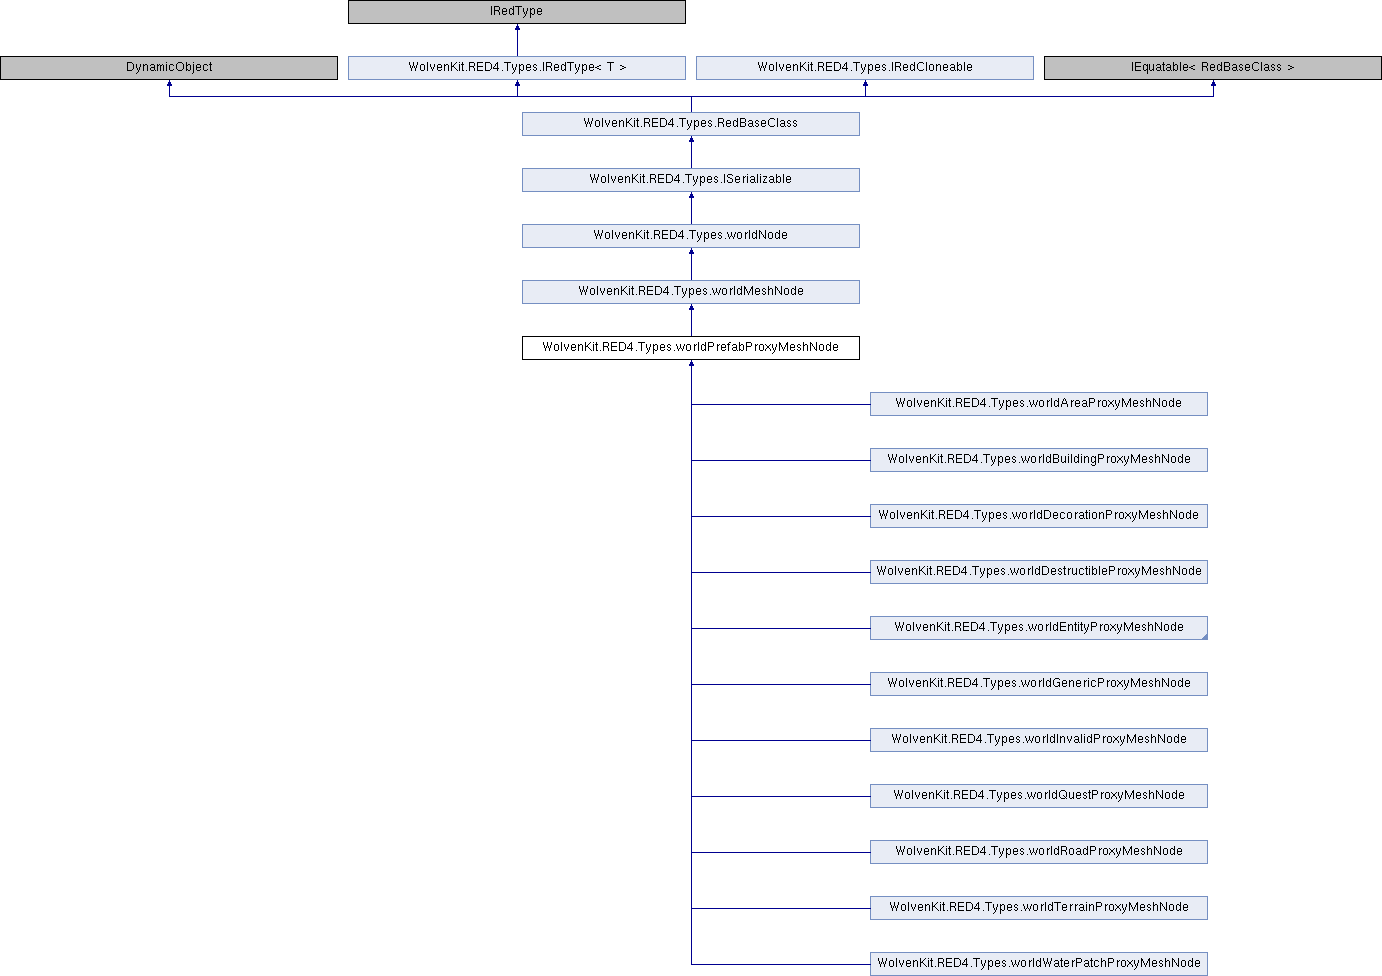 IRedType
DynamicObject
WolvenKit.RED4.Types.IRedType< T >
WolvenKit.RED4.Types.IRedCloneable
IEquatable< RedBaseClass >
WolvenKit.RED4.Types.RedBaseClass
WolvenKit.RED4.Types.ISerializable
WolvenKit.RED4.Types.worldNode
WolvenKit.RED4.Types.worldMeshNode
WolvenKit.RED4.Types.worldPrefabProxyMeshNode
WolvenKit.RED4.Types.worldAreaProxyMeshNode
WolvenKit.RED4.Types.worldBuildingProxyMeshNode
WolvenKit.RED4.Types.worldDecorationProxyMeshNode
WolvenKit.RED4.Types.worldDestructibleProxyMeshNode
WolvenKit.RED4.Types.worldEntityProxyMeshNode
WolvenKit.RED4.Types.worldGenericProxyMeshNode
WolvenKit.RED4.Types.worldInvalidProxyMeshNode
WolvenKit.RED4.Types.worldQuestProxyMeshNode
WolvenKit.RED4.Types.worldRoadProxyMeshNode
WolvenKit.RED4.Types.worldTerrainProxyMeshNode
WolvenKit.RED4.Types.worldWaterPatchProxyMeshNode